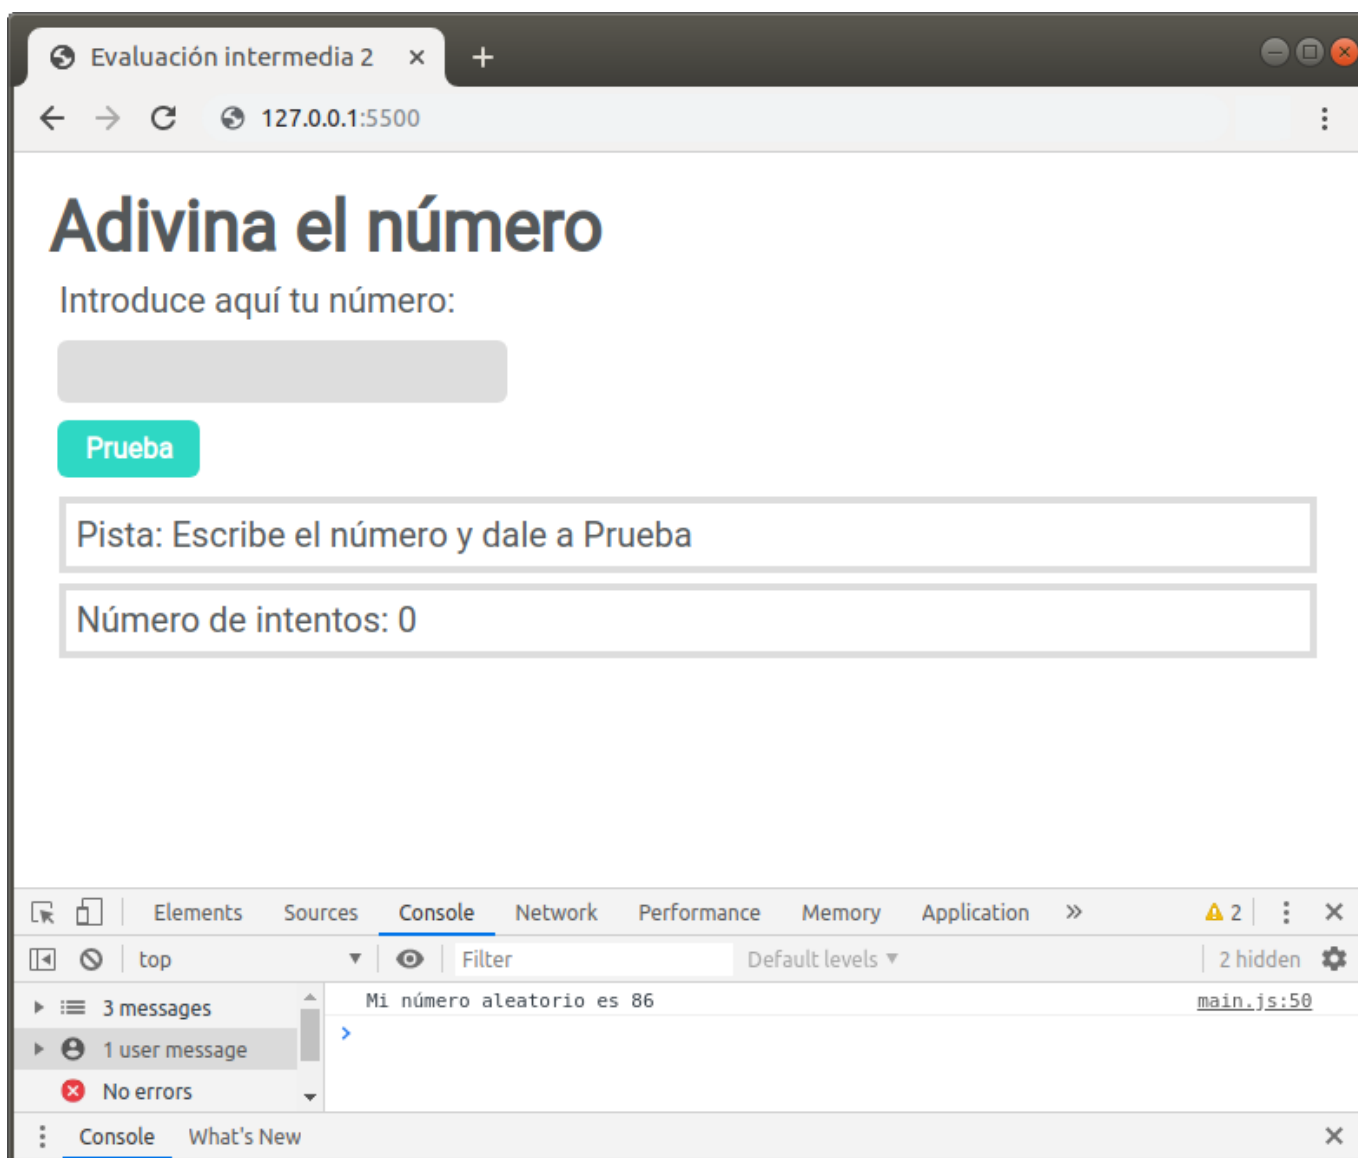 Evaluación intermedia 2
127.0.0.1:5500
Adivina el número
Introduce aquí tu número:
Prueba
Pista: Escribe el número y dale a Prueba
Número de intentos: 0
Elements Sources Console Network Performance Memory Application » 2
top Filter Default levels 2 hidden
3 messages
1 user message
No errors
Mi número aleatorio es 86 main.js:50
Console What's New